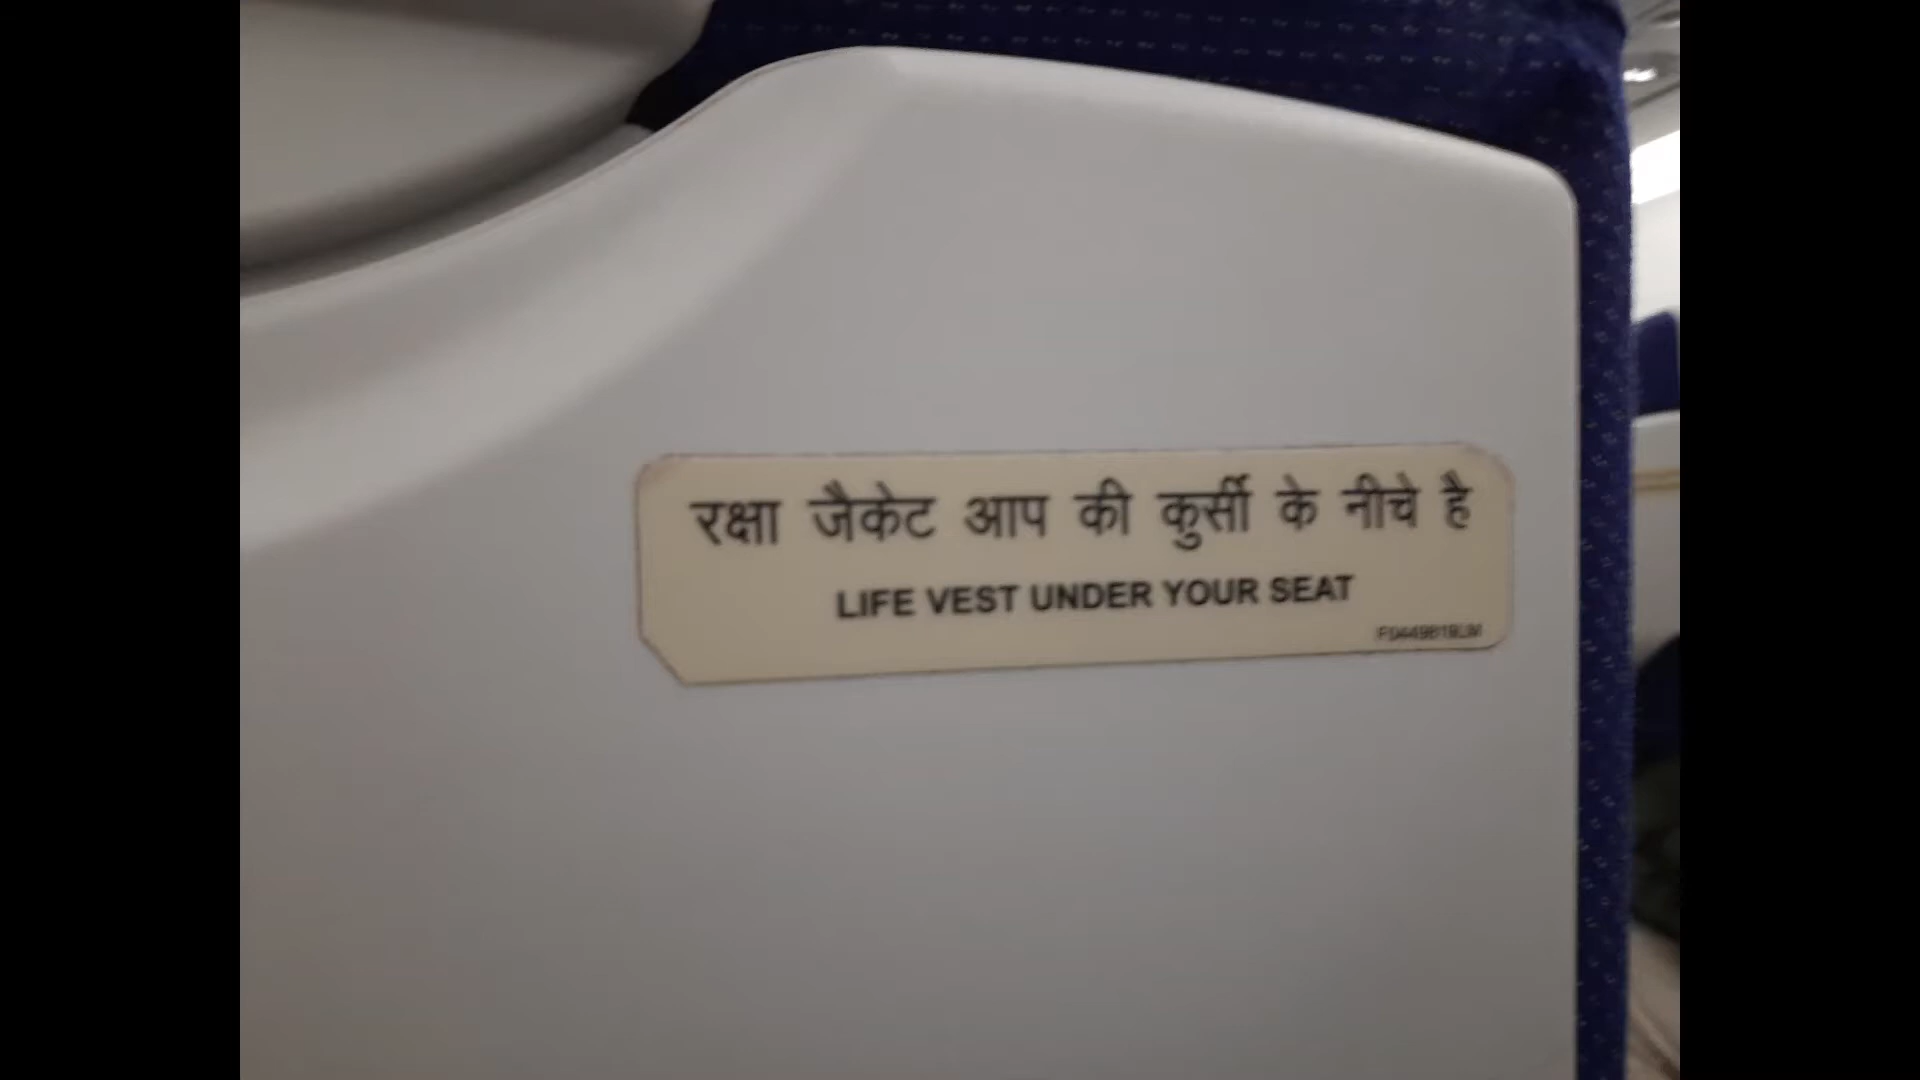 रक्षा जैकेट आप की कुर्सी के नीचे है
LIFE VEST UNDER YOUR SEAT